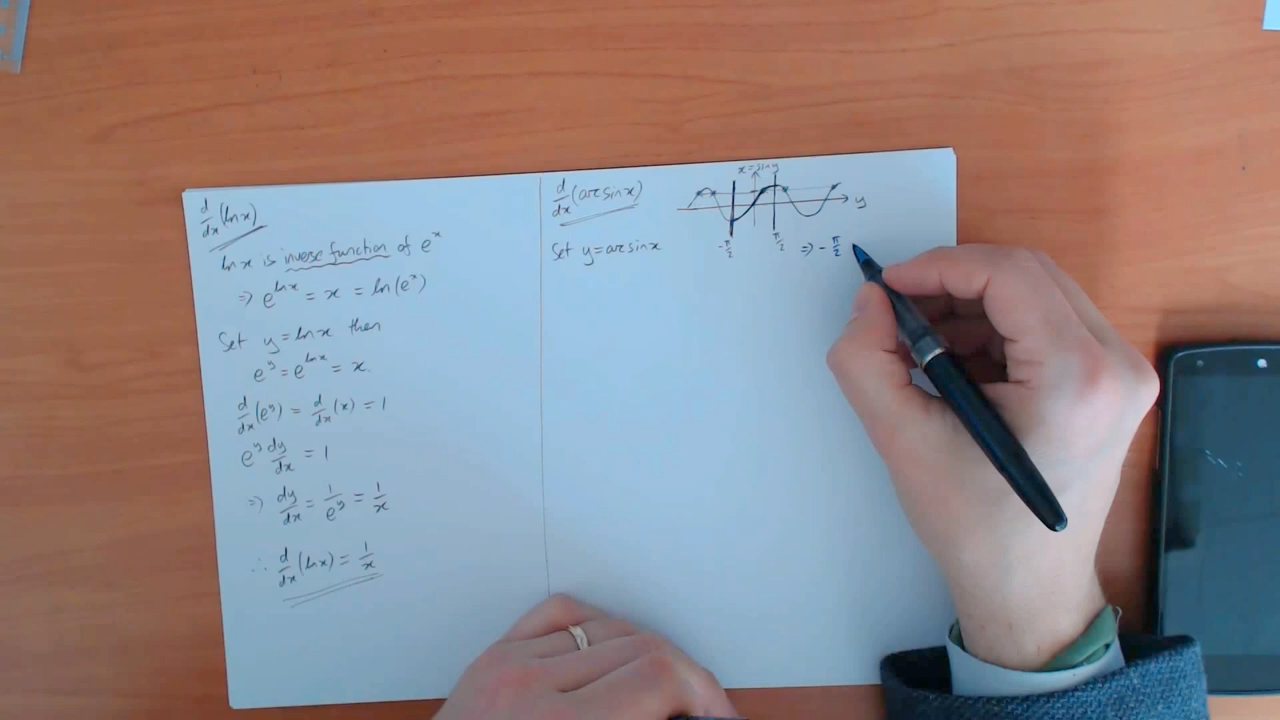 d/dx (ln x)
ln x is inverse function of e^x
⇒ e^ln x = x = ln(e^x)
Set y = ln x then
e^y = e^ln x = x.
d/dx (e^y) = d/dx (x) = 1
e^y dy/dx = 1
⇒ dy/dx = 1/e^y = 1/x
∴ d/dx (ln x) = 1/x
d/dx (arcsin x)
x = sin y
y
Set y = arcsin x
-π/2
π/2
⇒ -π/2